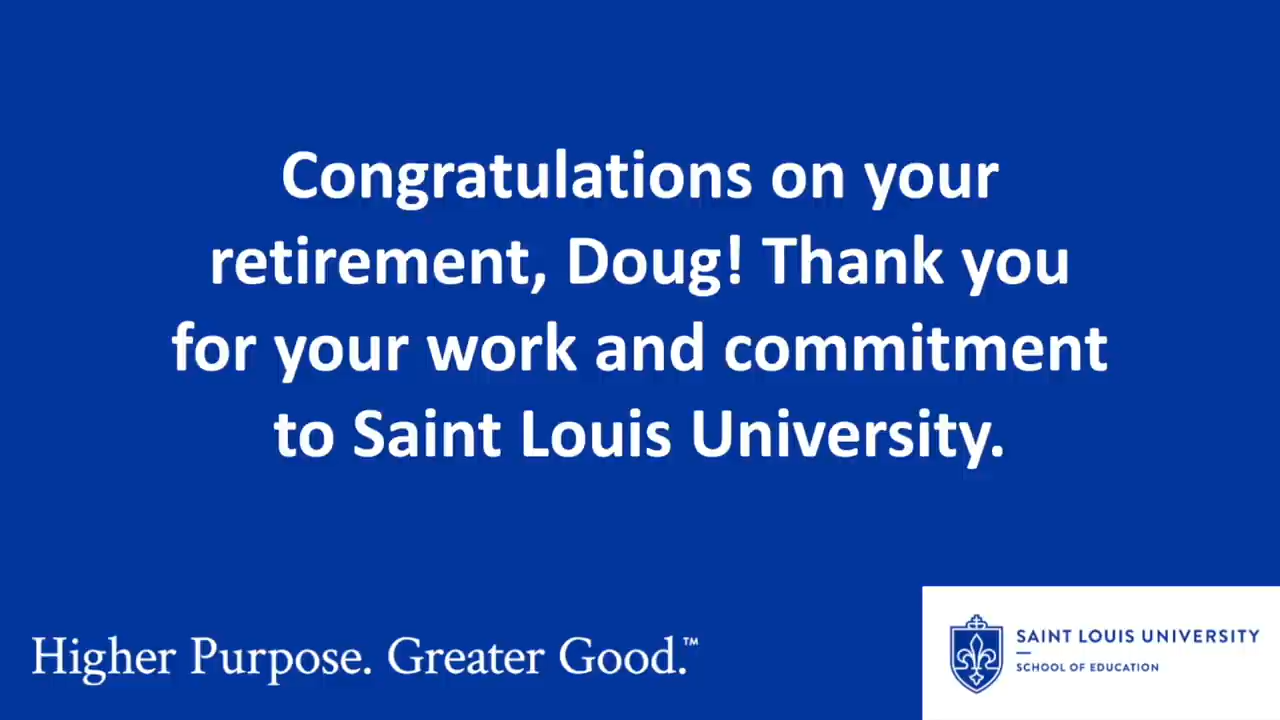 Congratulations on your
retirement, Doug! Thank you
for your work and commitment
to Saint Louis University.
Higher Purpose. Greater Good.™
SAINT LOUIS UNIVERSITY
SCHOOL OF EDUCATION